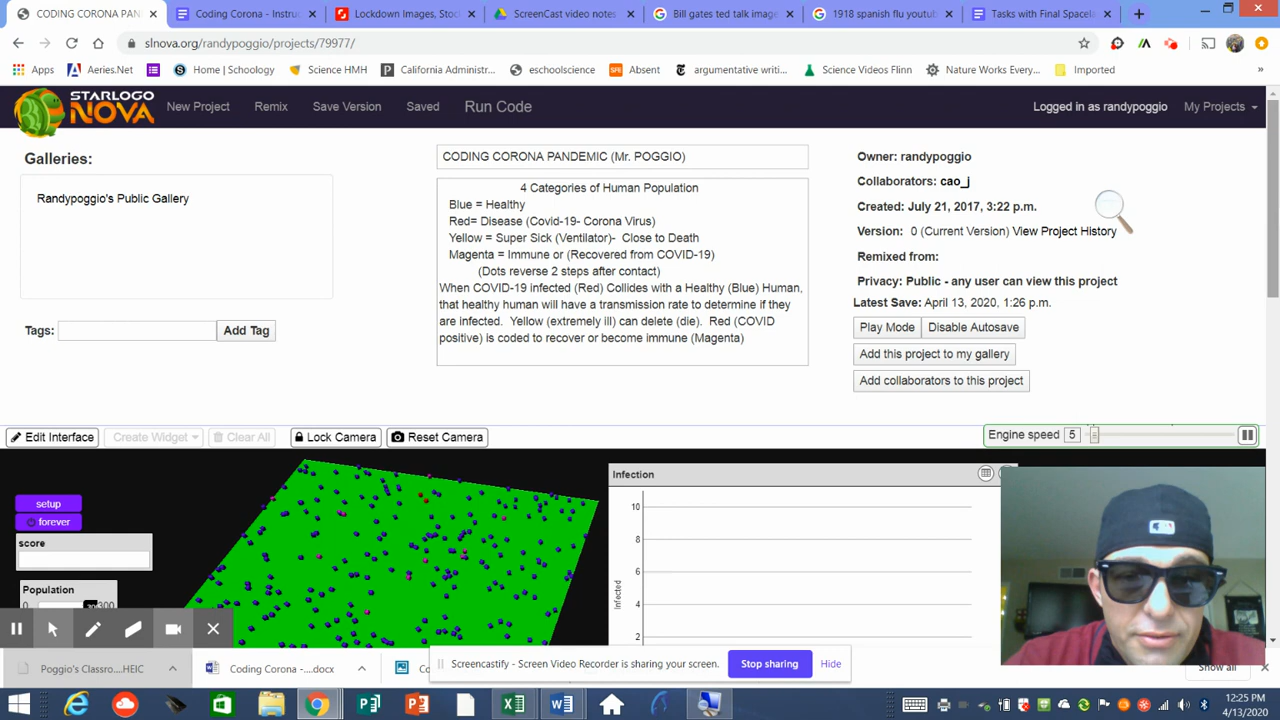 CODING CORONA PAN
Coding Corona - Instruc
Lockdown Images, Stoc
ScreenCast video notes
Bill gates ted talk image
1918 spanish flu youtub
Tasks with Final Spacela
slnova.org/randypoggio/projects/79977/
Apps
Aeries.Net
Home | Schoology
Science HMH
California Administr...
eschoolscience
SFE
Absent
argumentative writi...
Science Videos Flinn
Nature Works Every...
Imported
STARLOGO
NOVA
New Project
Remix
Save Version
Saved
Run Code
Logged in as randypoggio
My Projects
Galleries:
Randypoggio's Public Gallery
Tags:
Add Tag
CODING CORONA PANDEMIC (Mr. POGGIO)
4 Categories of Human Population
Blue = Healthy
Red= Disease (Covid-19- Corona Virus)
Yellow = Super Sick (Ventilator)- Close to Death
Magenta = Immune or (Recovered from COVID-19)
(Dots reverse 2 steps after contact)
When COVID-19 infected (Red) Collides with a Healthy (Blue) Human,
that healthy human will have a transmission rate to determine if they
are infected. Yellow (extremely ill) can delete (die). Red (COVID
positive) is coded to recover or become immune (Magenta)
Owner: randypoggio
Collaborators: cao_j
Created: July 21, 2017, 3:22 p.m.
Version: 0 (Current Version) View Project History
Remixed from:
Privacy: Public - any user can view this project
Latest Save: April 13, 2020, 1:26 p.m.
Play Mode
Disable Autosave
Add this project to my gallery
Add collaborators to this project
Edit Interface
Create Widget
Clear All
Lock Camera
Reset Camera
Engine speed 5
setup
forever
score
Population
0
300
Infection
10
8
6
4
2
Infected
Poggio's Classro....HEIC
Coding Corona -....docx
Screencastify - Screen Video Recorder is sharing your screen.
Stop sharing
Hide
Show all
12:25 PM
4/13/2020